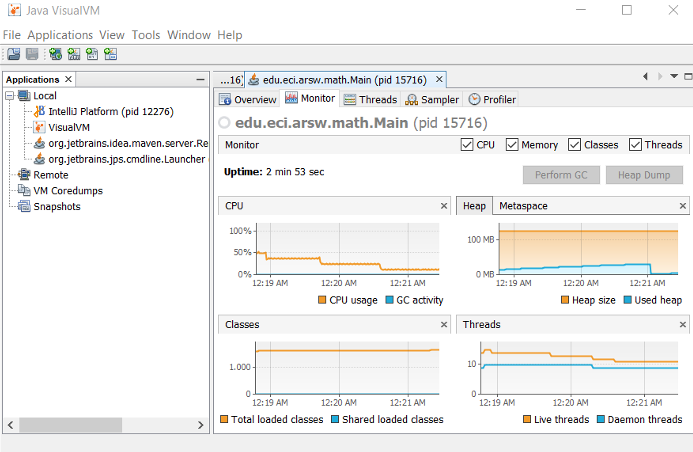 Java VisualVM
File Applications View Tools Window Help
Applications
Local
IntelliJ Platform (pid 12276)
VisualVM
org.jetbrains.idea.maven.server.Re
org.jetbrains.jps.cmdline.Launcher (
Remote
VM Coredumps
Snapshots
...16) edu.eci.arsw.math.Main (pid 15716)
Overview Monitor Threads Sampler Profiler
edu.eci.arsw.math.Main (pid 15716)
Monitor CPU Memory Classes Threads
Uptime: 2 min 53 sec Perform GC Heap Dump
CPU
100%
50%
0%
12:19 AM 12:20 AM 12:21 AM
CPU usage GC activity
Heap Metaspace
100 MB
0 MB
12:19 AM 12:20 AM 12:21 AM
Heap size Used heap
Classes
1.000
0
12:19 AM 12:20 AM 12:21 AM
Total loaded classes Shared loaded classes
Threads
10
0
12:19 AM 12:20 AM 12:21 AM
Live threads Daemon threads